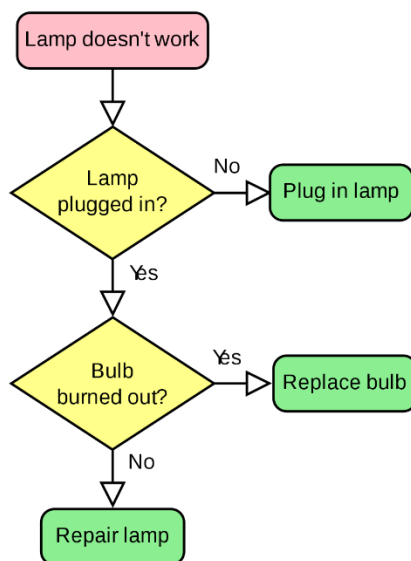 Lamp doesn't work
Lamp
plugged in?
No
Plug in lamp
Yes
Bulb
burned out?
Yes
Replace bulb
No
Repair lamp